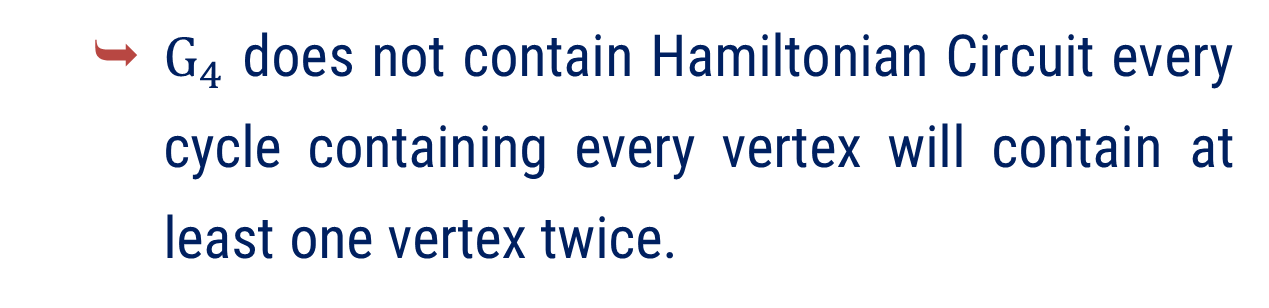 ➥ G₄ does not contain Hamiltonian Circuit every
cycle containing every vertex will contain at
least one vertex twice.